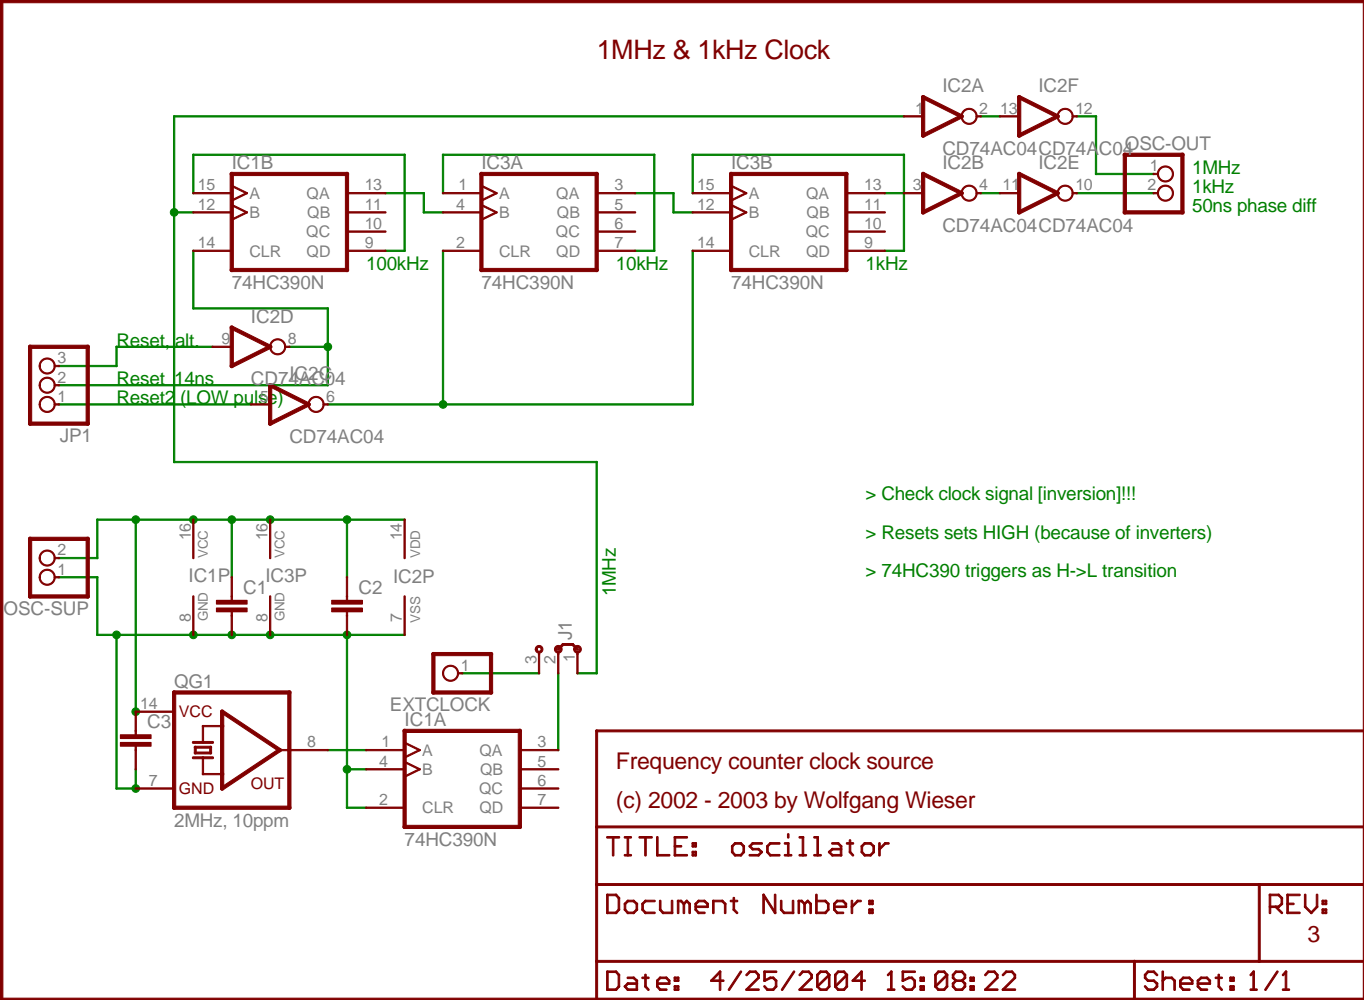 1MHz & 1kHz Clock
IC2A IC2F
1 2 13 12
CD74AC04 CD74AC04 OSC-OUT
IC1B IC3A IC3B IC2B IC2E
15 A QA 13 1 A QA 3 15 A QA 13 3 4 11 10 1 1MHz
12 B QB 11 4 B QB 5 12 B QB 11 CD74AC04 CD74AC04 2 1kHz
QC 10 QC 6 QC 10 50ns phase diff
14 CLR QD 9 2 CLR QD 7 14 CLR QD 9
100kHz 10kHz 1kHz
74HC390N 74HC390N 74HC390N
IC2D
Reset, alt. 9 8
3
2 Reset 14ns CD74AC04 IC2C
1 Reset2 (LOW pulse) 5 6
JP1 CD74AC04
> Check clock signal [inversion]!!!
> Resets sets HIGH (because of inverters)
> 74HC390 triggers as H->L transition
1MHz
16 VCC 16 VCC 14 VDD
2
1
IC1P C1 IC3P C2 IC2P
OSC-SUP 8 GND 8 GND 7 VSS
J1
3 2 1
1
EXTCLOCK
QG1
14 VCC
C3
7 GND OUT 8
2MHz, 10ppm
IC1A
1 A QA 3
4 B QB 5
QC 6
2 CLR QD 7
74HC390N
Frequency counter clock source
(c) 2002 - 2003 by Wolfgang Wieser
TITLE: oscillator
Document Number:
REV:
3
Date: 4/25/2004 15:08:22
Sheet: 1/1